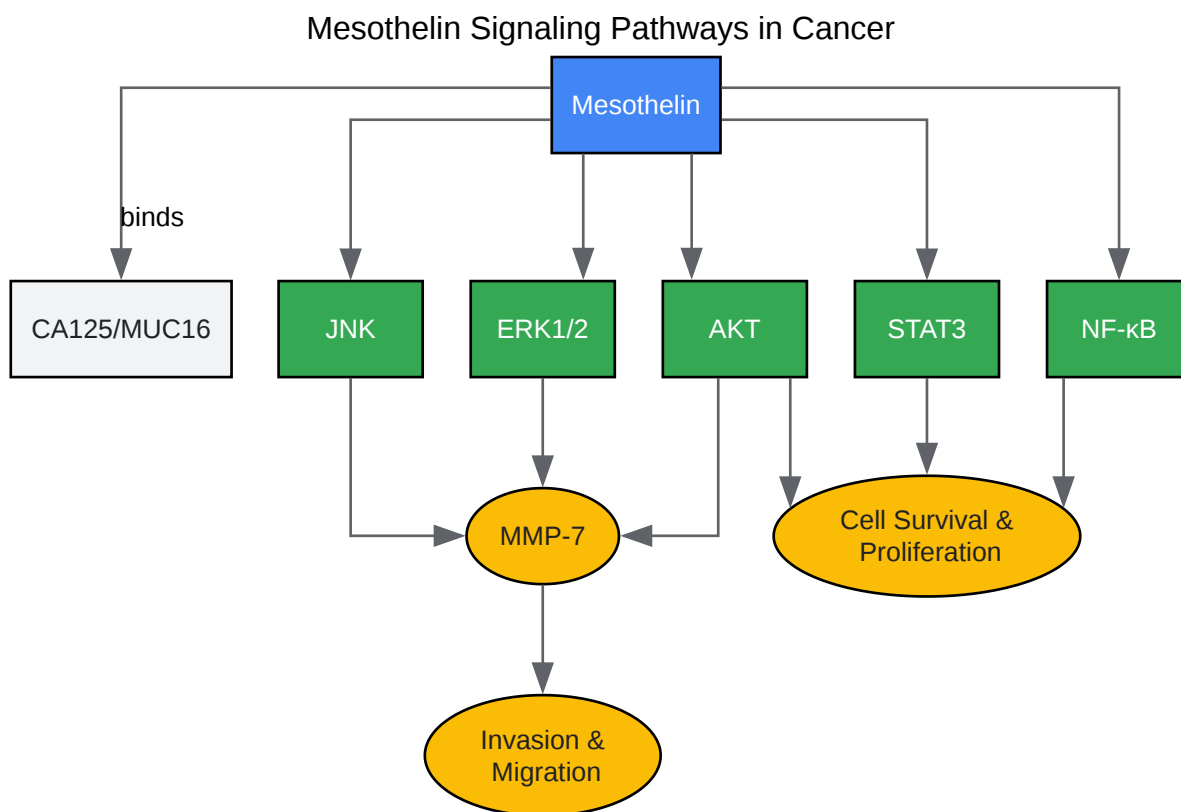 Mesothelin Signaling Pathways in Cancer
Mesothelin
binds
CA125/MUC16
JNK
ERK1/2
AKT
STAT3
NF-κB
MMP-7
Cell Survival &
Proliferation
Invasion &
Migration